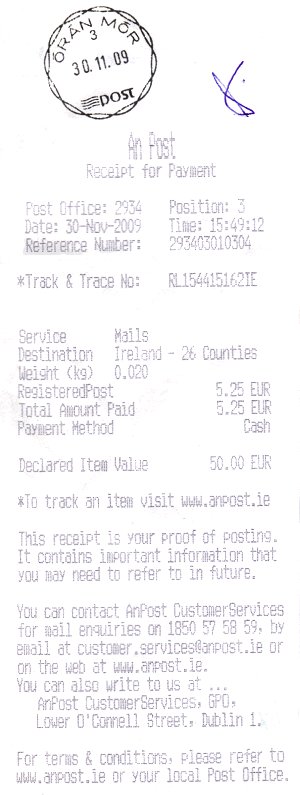 ÓRÁN MÓR
3
30.11.09
post
An Post
Receipt for Payment
Post Office: 2934 Position: 3
Date: 30-Nov-2009 Time: 15:49:12
Reference Number: 293403010304
*Track & Trace No: RL154415162IE
Service Mails
Destination Ireland - 26 Counties
Weight (kg) 0.020
RegisteredPost 5.25 EUR
Total Amount Paid 5.25 EUR
Payment Method Cash
Declared Item Value 50.00 EUR
*To track an item visit www.anpost.ie
This receipt is your proof of posting.
It contains important information that
you may need to refer to in future.
You can contact AnPost CustomerServices
for mail enquiries on 1850 57 58 59, by
email at customer.services@anpost.ie or
on the web at www.anpost.ie.
You can also write to us at ...
AnPost CustomerServices, GPO,
Lower O'Connell Street, Dublin 1.
For terms & conditions, please refer to
www.anpost.ie or your local Post Office.